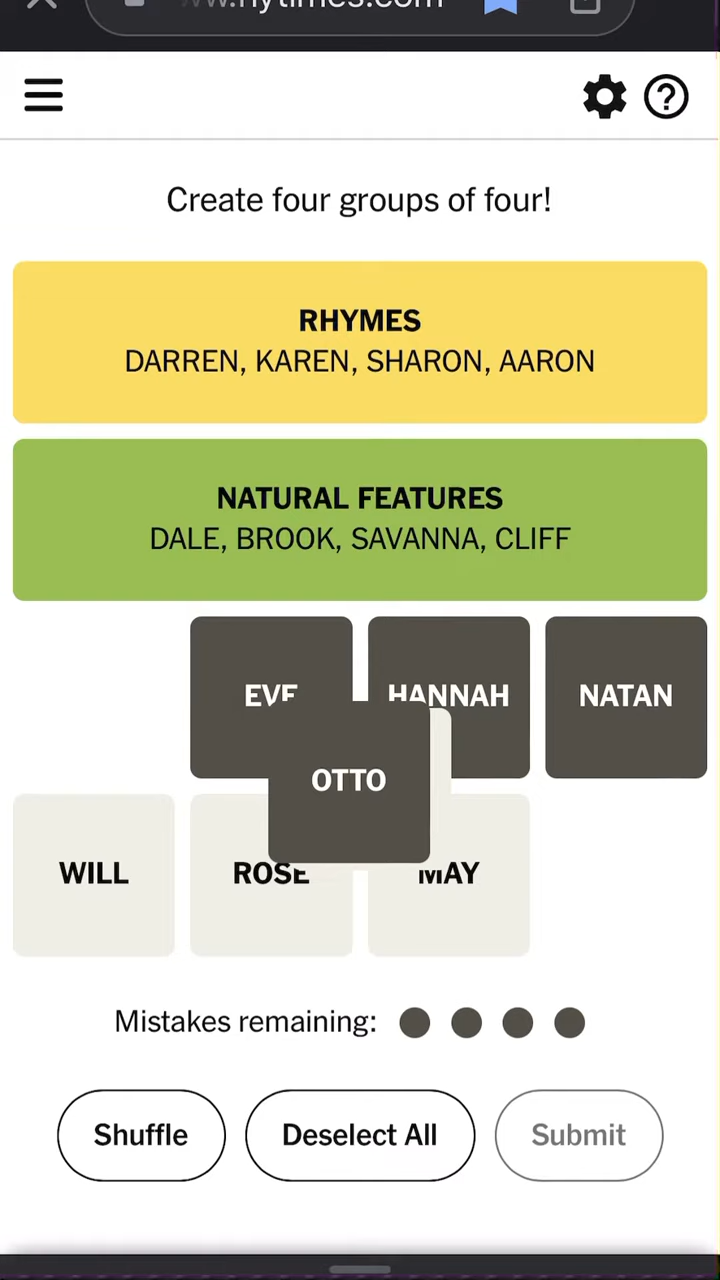 Create four groups of four!
RHYMES
DARREN, KAREN, SHARON, AARON
NATURAL FEATURES
DALE, BROOK, SAVANNA, CLIFF
EVE HANNAH NATAN
OTTO
WILL ROSE MAY
Mistakes remaining:
Shuffle Deselect All Submit